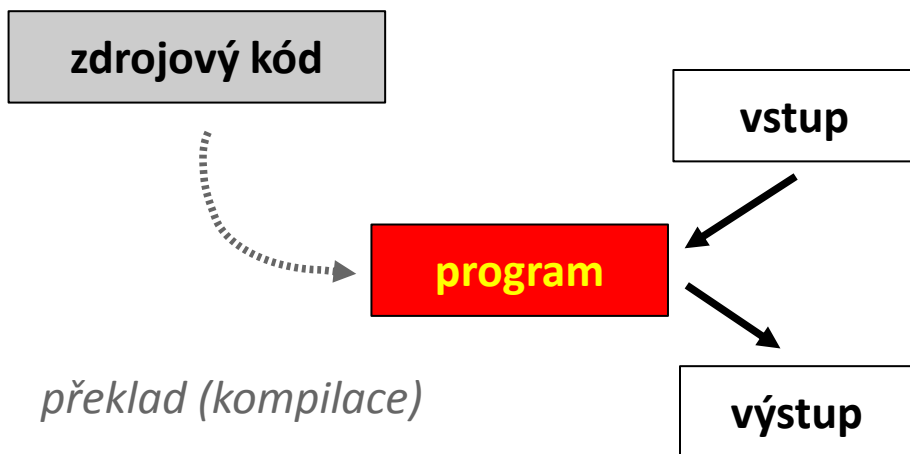 zdrojový kód
vstup
program
překlad (kompilace)
výstup